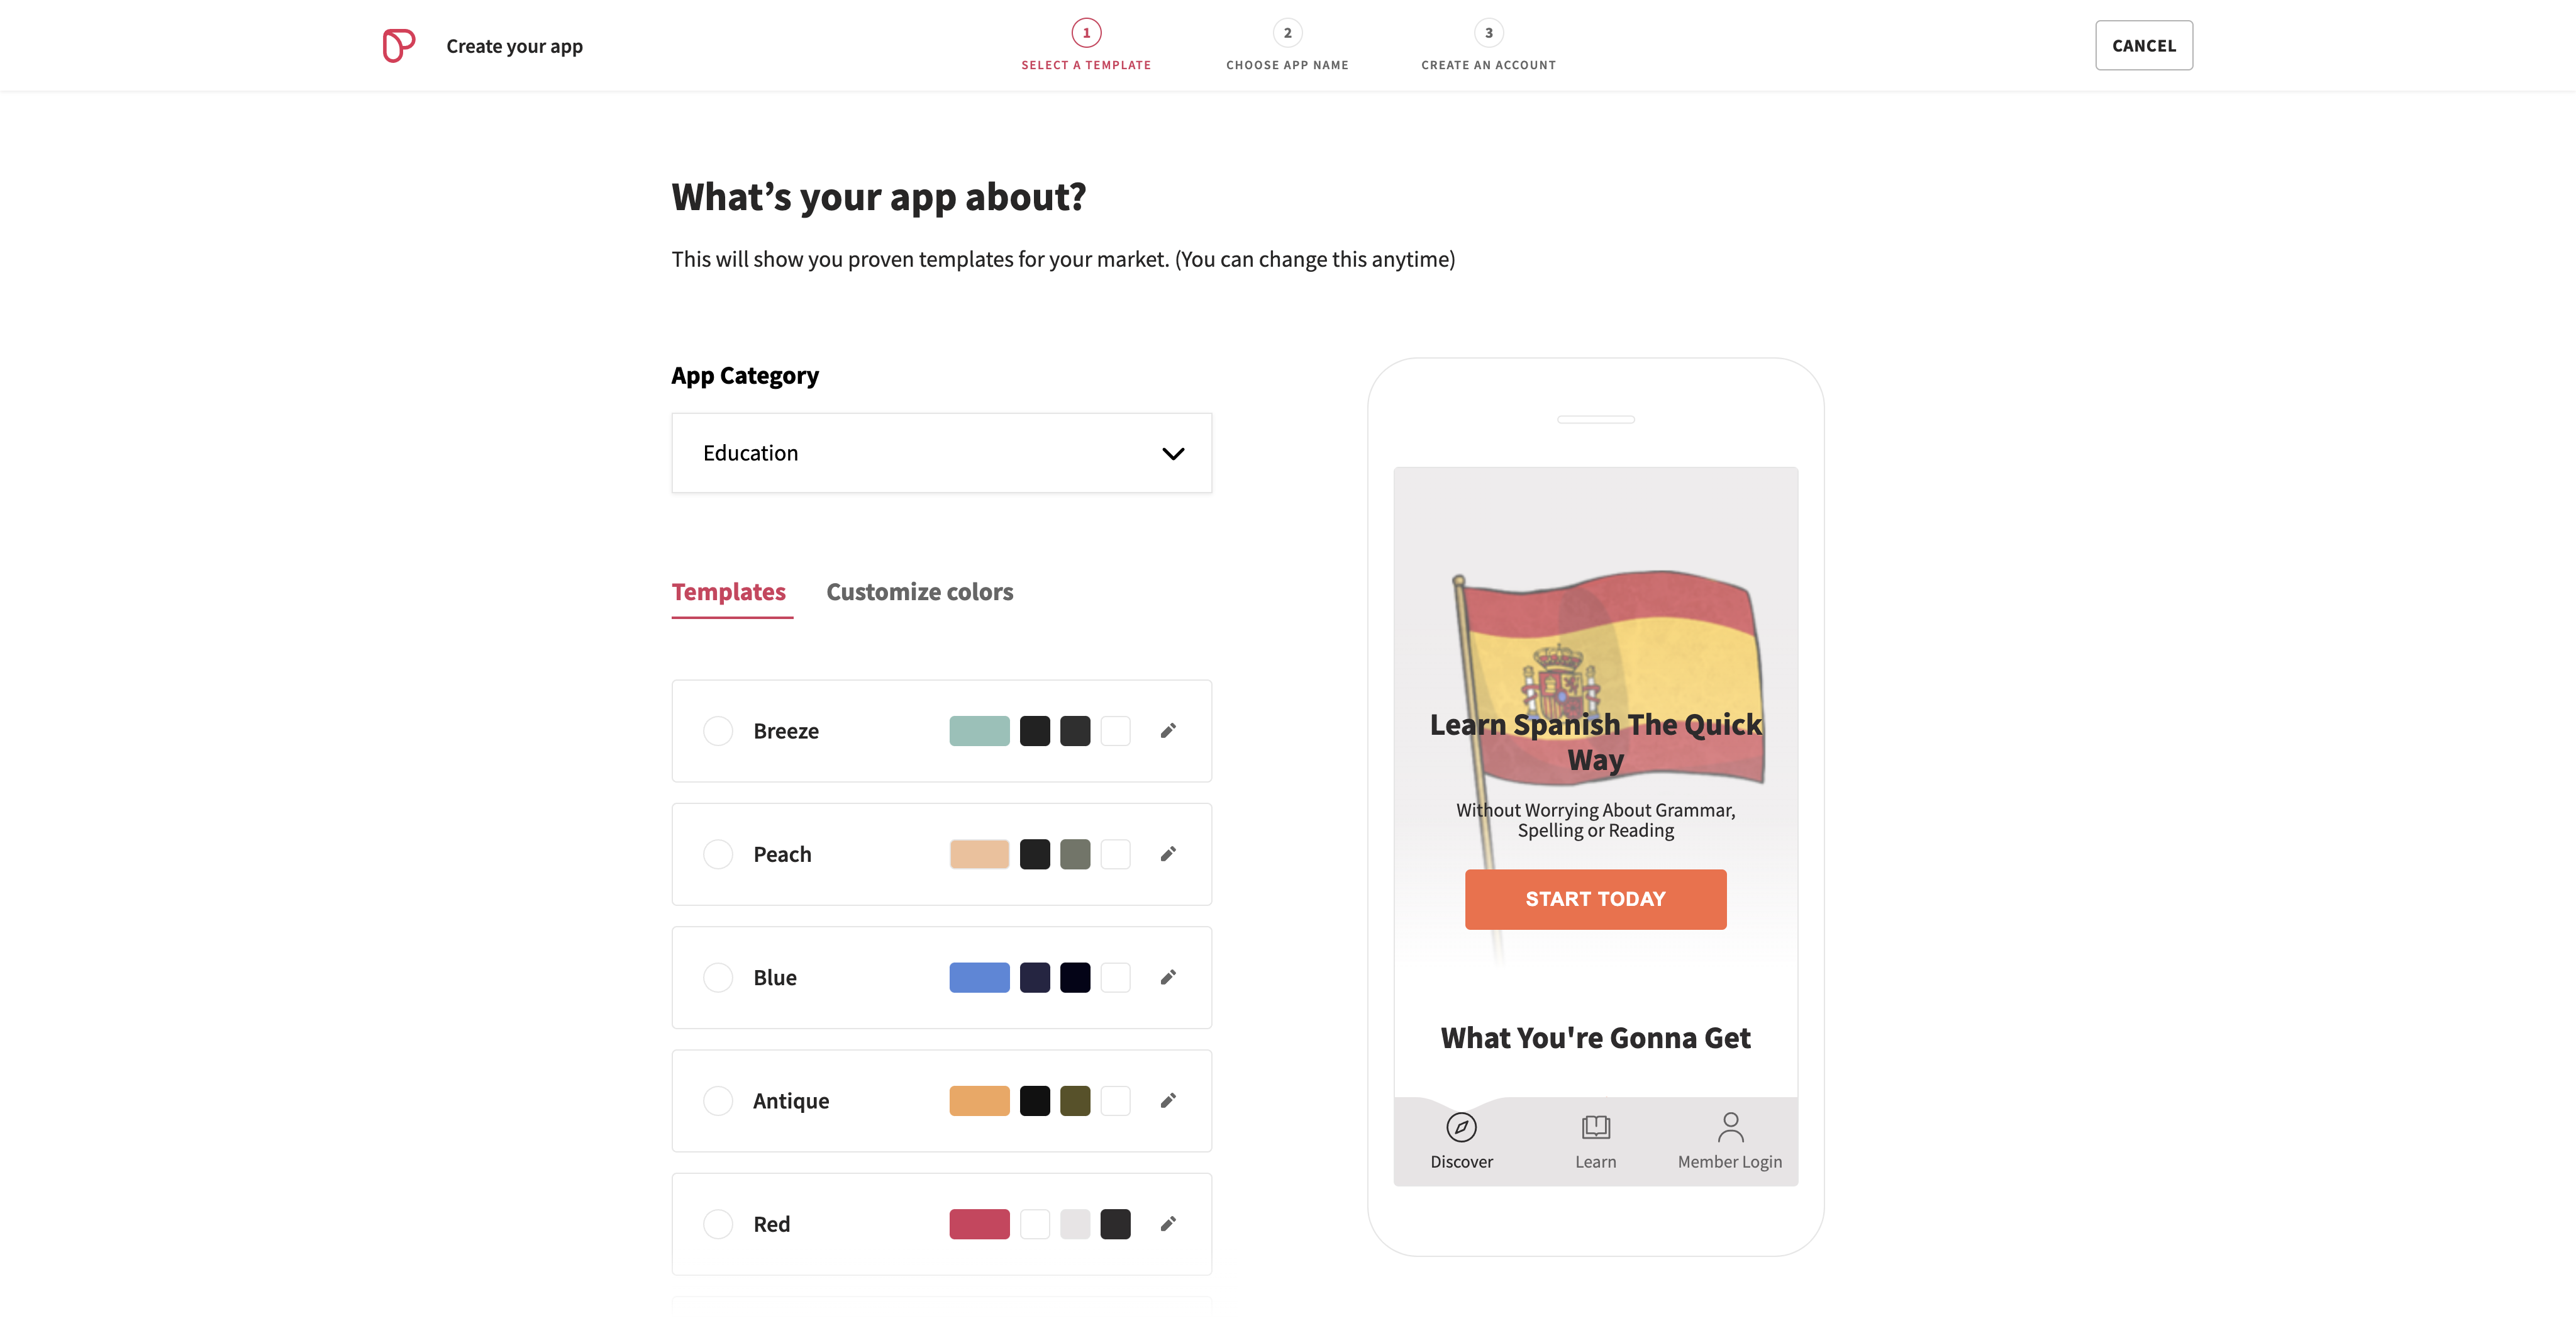 Create your app
1
SELECT A TEMPLATE
2
CHOOSE APP NAME
3
CREATE AN ACCOUNT
CANCEL
What’s your app about?
This will show you proven templates for your market. (You can change this anytime)
App Category
Education
Templates
Customize colors
Breeze
Peach
Blue
Antique
Red
Learn Spanish The Quick
Way
Without Worrying About Grammar,
Spelling or Reading
START TODAY
What You're Gonna Get
Discover
Learn
Member Login